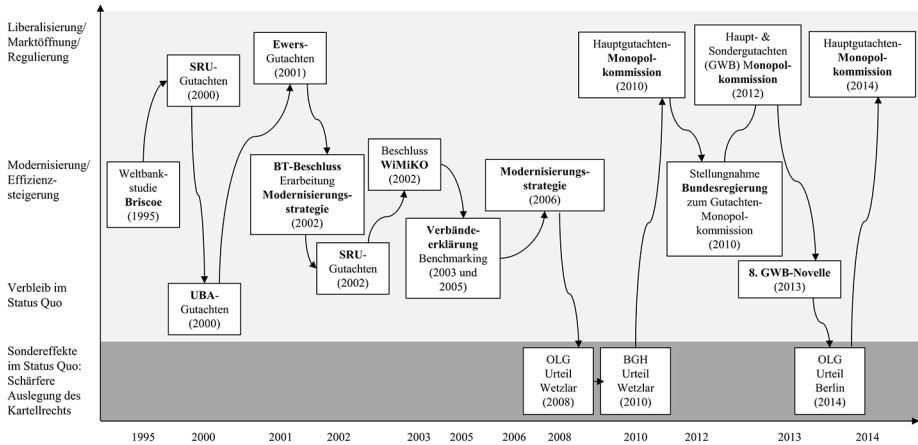 Liberalisierung/
Marktöffnung/
Regulierung
Modernisierung/
Effizienz-
steigerung
Verbleib im
Status Quo
Sondereffekte
im Status Quo:
Schärfere
Auslegung des
Kartellrechts
Weltbank-
studie
Briscoe
(1995)
SRU-
Gutachten
(2000)
UBA-
Gutachten
(2000)
Ewers-
Gutachten
(2001)
BT-Beschluss
Erarbeitung
Modernisierungs-
strategie
(2002)
SRU-
Gutachten
(2002)
Beschluss
WiMiKO
(2002)
Verbände-
erklärung
Benchmarking
(2003 und
2005)
Modernisierungs-
strategie
(2006)
OLG
Urteil
Wetzlar
(2008)
BGH
Urteil
Wetzlar
(2010)
Hauptgutachten-
Monopol-
kommission
(2010)
Stellungnahme
Bundesregierung
zum Gutachten-
Monopol-
kommission
(2010)
Haupt- &
Sondergutachten
(GWB) Monopol-
kommission
(2012)
8. GWB-Novelle
(2013)
OLG
Urteil
Berlin
(2014)
Hauptgutachten-
Monopol-
kommission
(2014)
1995 2000 2001 2002 2003 2005 2006 2008 2010 2012 2013 2014